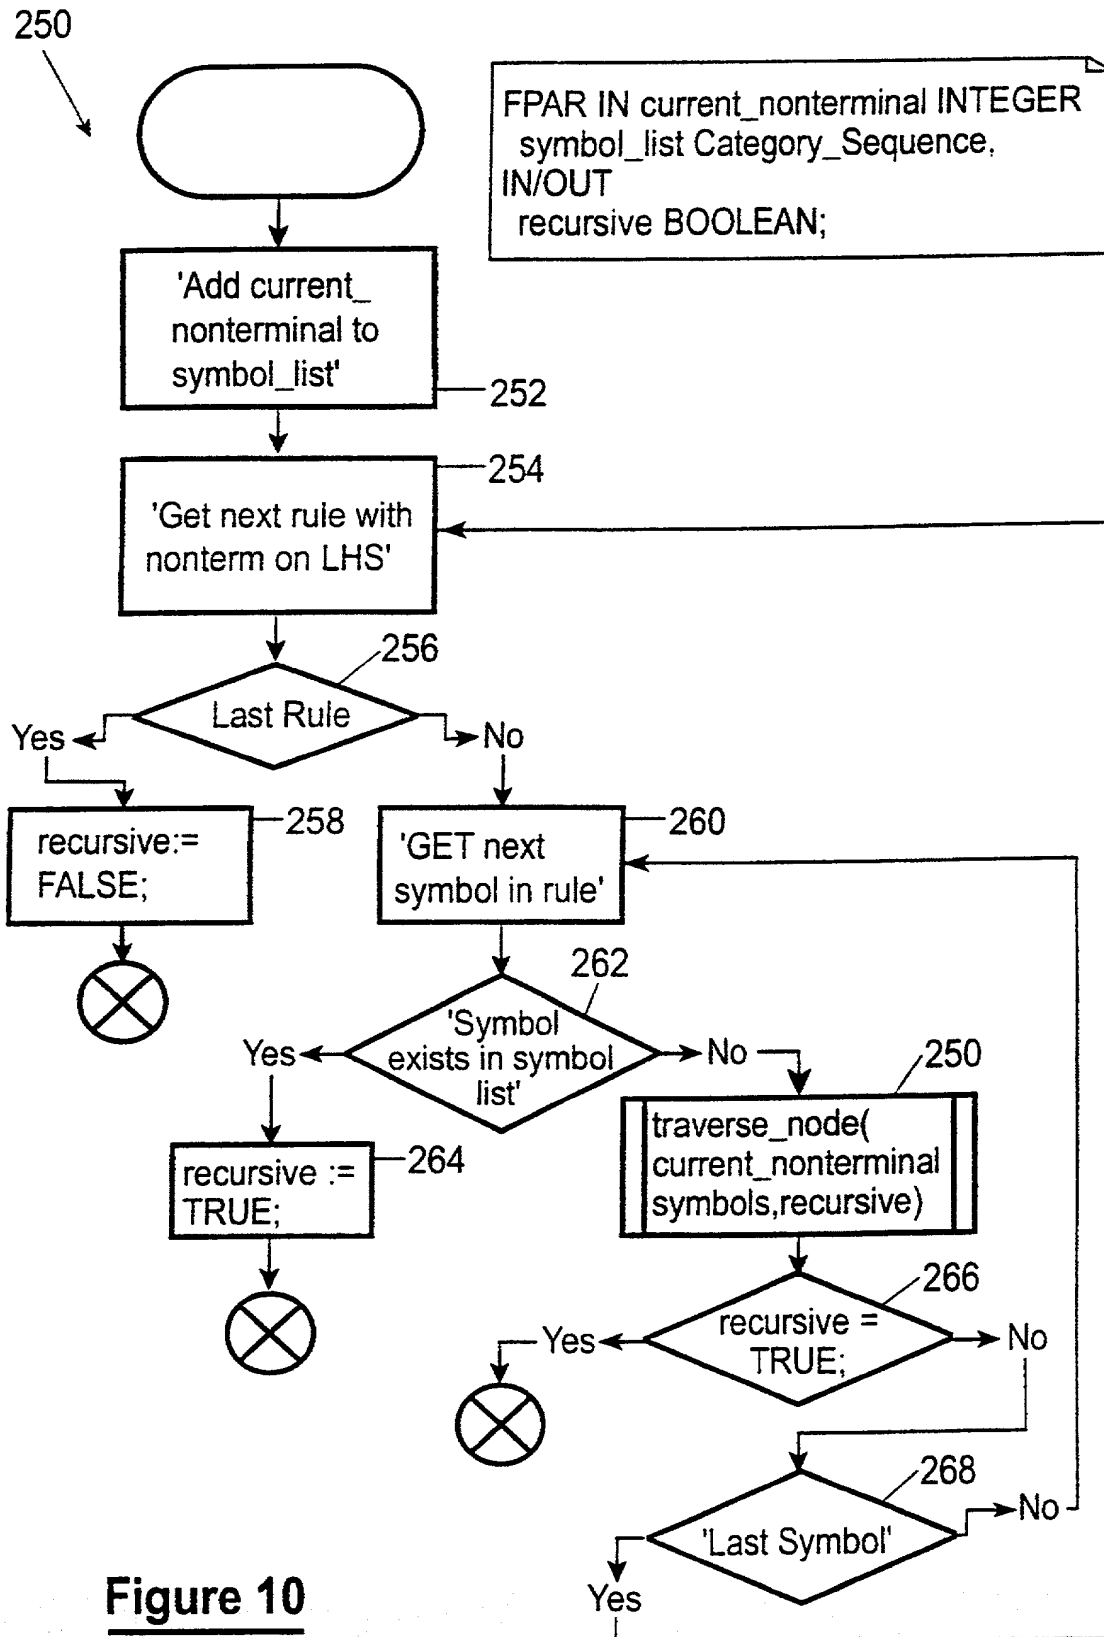 250
FPAR IN current_nonterminal INTEGER
symbol_list Category_Sequence,
IN/OUT
recursive BOOLEAN;
'Add current_
nonterminal to
symbol_list'
252
254
'Get next rule with
nonterm on LHS'
256
Last Rule
Yes
No
258
recursive:=
FALSE;
260
'GET next
symbol in rule'
262
'Symbol
exists in symbol
list'
Yes
No
250
traverse_node(
current_nonterminal
symbols,recursive)
264
recursive :=
TRUE;
266
recursive =
TRUE;
Yes
No
268
'Last Symbol'
No
Yes
Figure 10